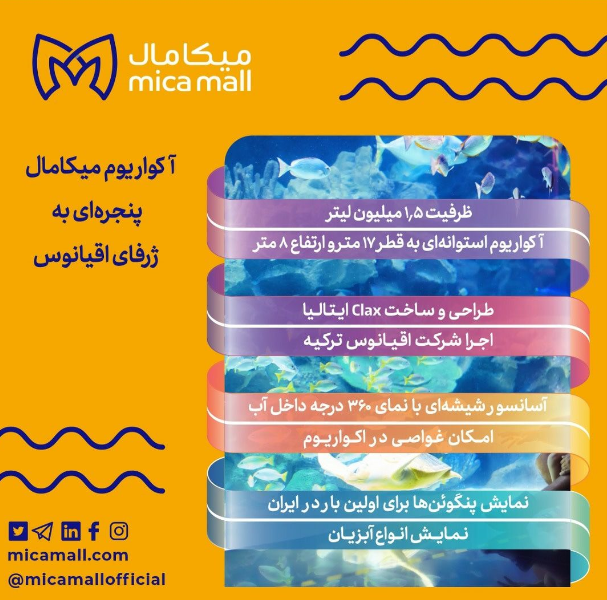 میکامال
mica mall
آکواریوم میکامال
پنجره‌ای به
ژرفای اقیانوس
ظرفیت ۱٫۵ میلیون لیتر
آکواریوم استوانه‌ای به قطر ۱۷ متر و ارتفاع ۸ متر
طراحی و ساخت Clax ایتالیا
اجرا شرکت اقیانوس ترکیه
آسانسور شیشه‌ای با نمای ۳۶۰ درجه داخل آب
امکان غواصی در اکواریوم
نمایش پنگوئن‌ها برای اولین بار در ایران
نمایش انواع آبزیان
micamall.com
@micamallofficial